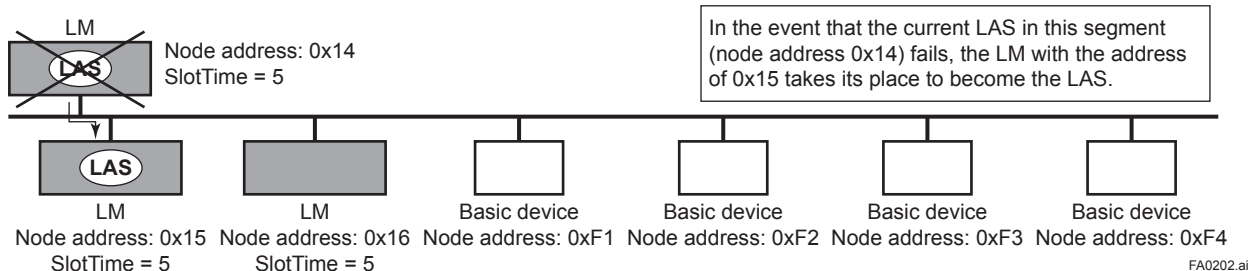 LM
LAS
Node address: 0x14
SlotTime = 5
In the event that the current LAS in this segment
(node address 0x14) fails, the LM with the address
of 0x15 takes its place to become the LAS.
LAS
LM
Node address: 0x15
SlotTime = 5
LM
Node address: 0x16
SlotTime = 5
Basic device
Node address: 0xF1
Basic device
Node address: 0xF2
Basic device
Node address: 0xF3
Basic device
Node address: 0xF4
FA0202.ai